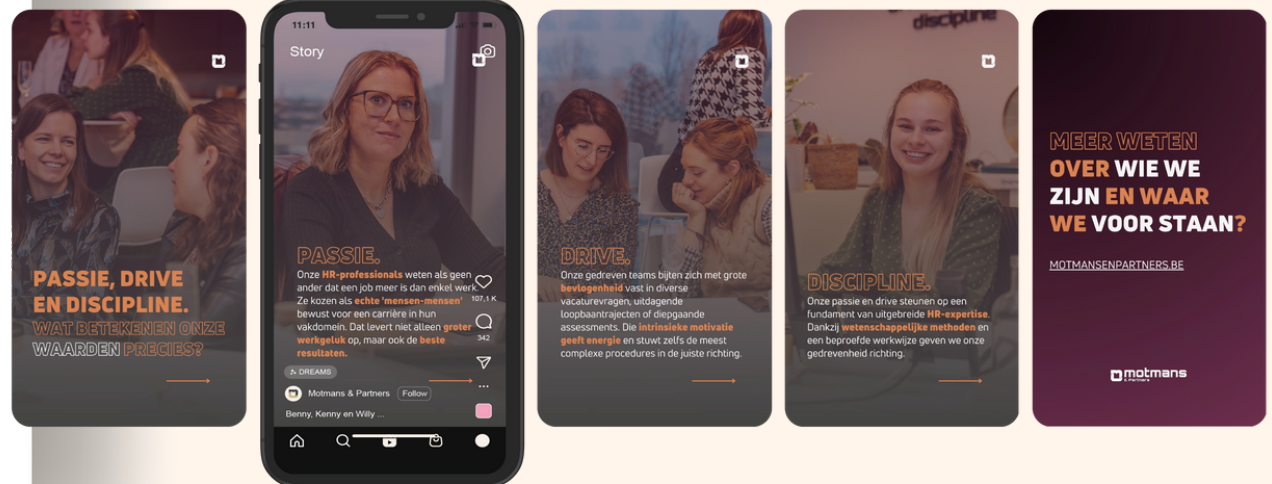 PASSIE, DRIVE
EN DISCIPLINE.
WAT BETEKENEN ONZE
WAARDEN PRECIES?
11:11
Story
PASSIE.
Onze HR-professionals weten als geen
ander dat een job meer is dan enkel werk.
Ze kozen als echte 'mensen-mensen'
bewust voor een carrière in hun
vakdomein. Dat levert niet alleen groter
werkgeluk op, maar ook de beste
resultaten.
107,1 K
342
DREAMS
Motmans & Partners
Follow
Benny, Kenny en Willy ...
DRIVE.
Onze gedreven teams bijten zich met grote
bevlogenheid vast in diverse
vacaturevragen, uitdagende
loopbaantrajecten of diepgaande
assessments. Die intrinsieke motivatie
geeft energie en stuwt zelfs de meest
complexe procedures in de juiste richting.
discipline
DISCIPLINE.
Onze passie en drive steunen op een
fundament van uitgebreide HR-expertise.
Dankzij wetenschappelijke methoden en
een beproefde werkwijze geven we onze
gedrevenheid richting.
MEER WETEN
OVER WIE WE
ZIJN EN WAAR
WE VOOR STAAN?
MOTMANSENPARTNERS.BE
motmans
& Partners